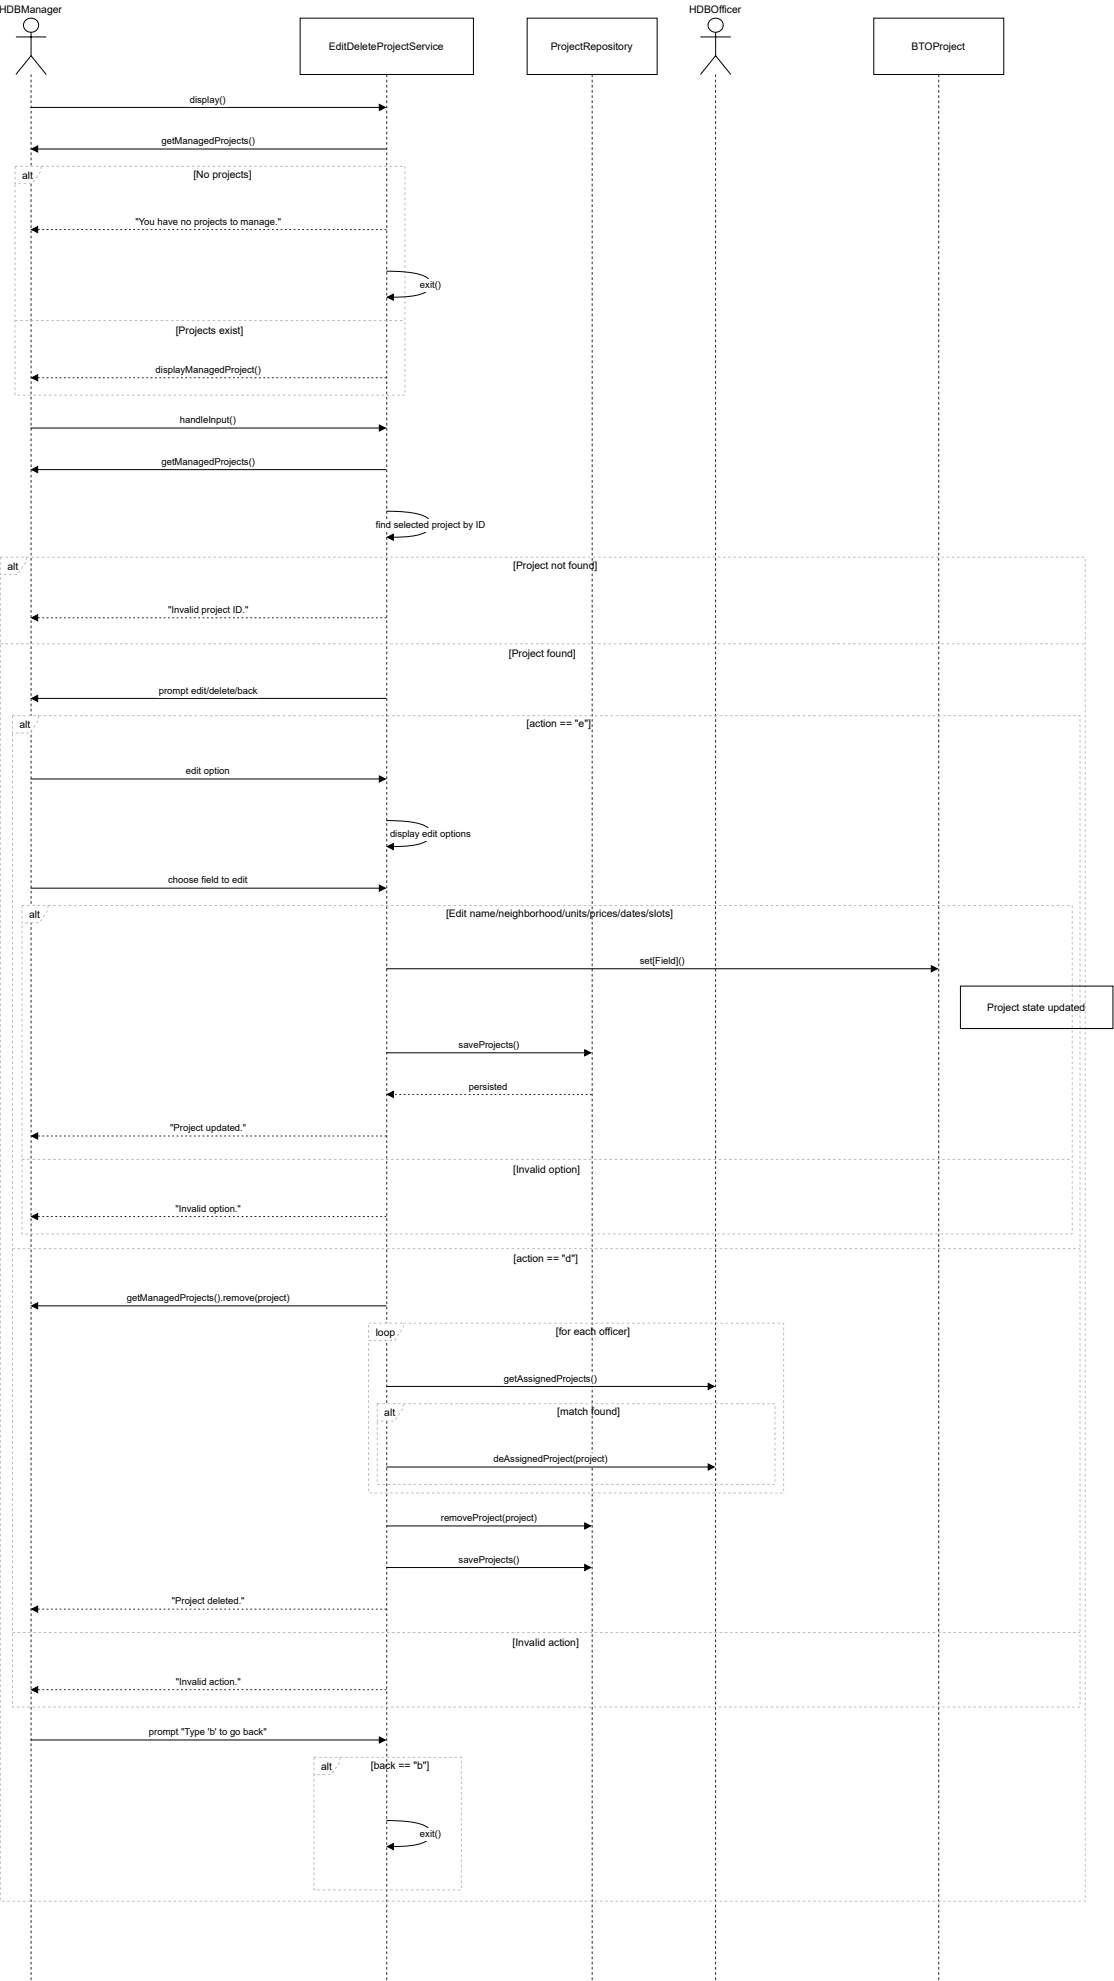 HDBManager
HDBOfficer
EditDeleteProjectService
ProjectRepository
BTOProject
display()
getManagedProjects()
alt
[No projects]
"You have no projects to manage."
exit()
[Projects exist]
displayManagedProject()
handleInput()
getManagedProjects()
find selected project by ID
alt
[Project not found]
"Invalid project ID."
[Project found]
prompt edit/delete/back
alt
[action == "e"]
edit option
display edit options
choose field to edit
alt
[Edit name/neighborhood/units/prices/dates/slots]
set[Field]()
Project state updated
saveProjects()
persisted
"Project updated."
[Invalid option]
"Invalid option."
[action == "d"]
getManagedProjects().remove(project)
loop
[for each officer]
getAssignedProjects()
alt
[match found]
deAssignedProject(project)
removeProject(project)
saveProjects()
"Project deleted."
[Invalid action]
"Invalid action."
prompt "Type 'b' to go back"
alt
[back == "b"]
exit()